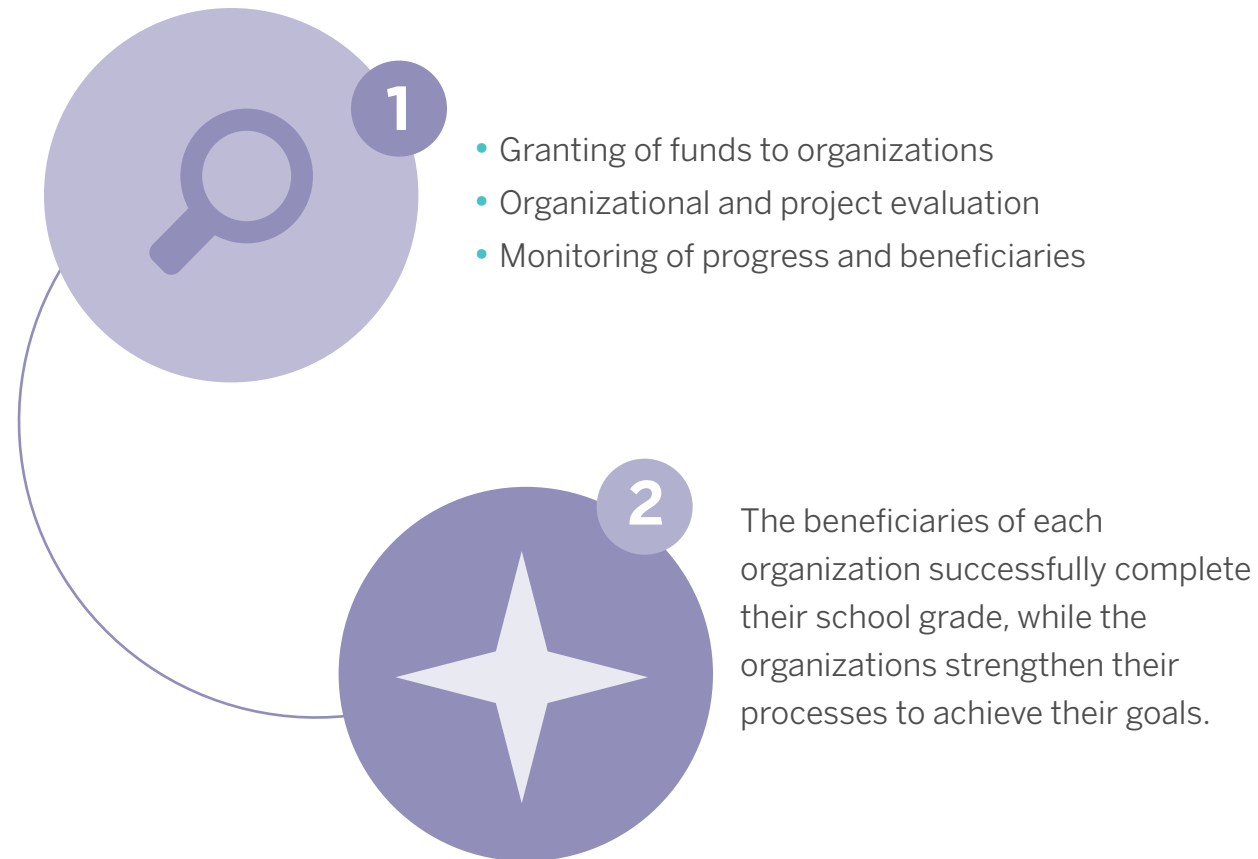 1
• Granting of funds to organizations
• Organizational and project evaluation
• Monitoring of progress and beneficiaries
2
The beneficiaries of each
organization successfully complete
their school grade, while the
organizations strengthen their
processes to achieve their goals.